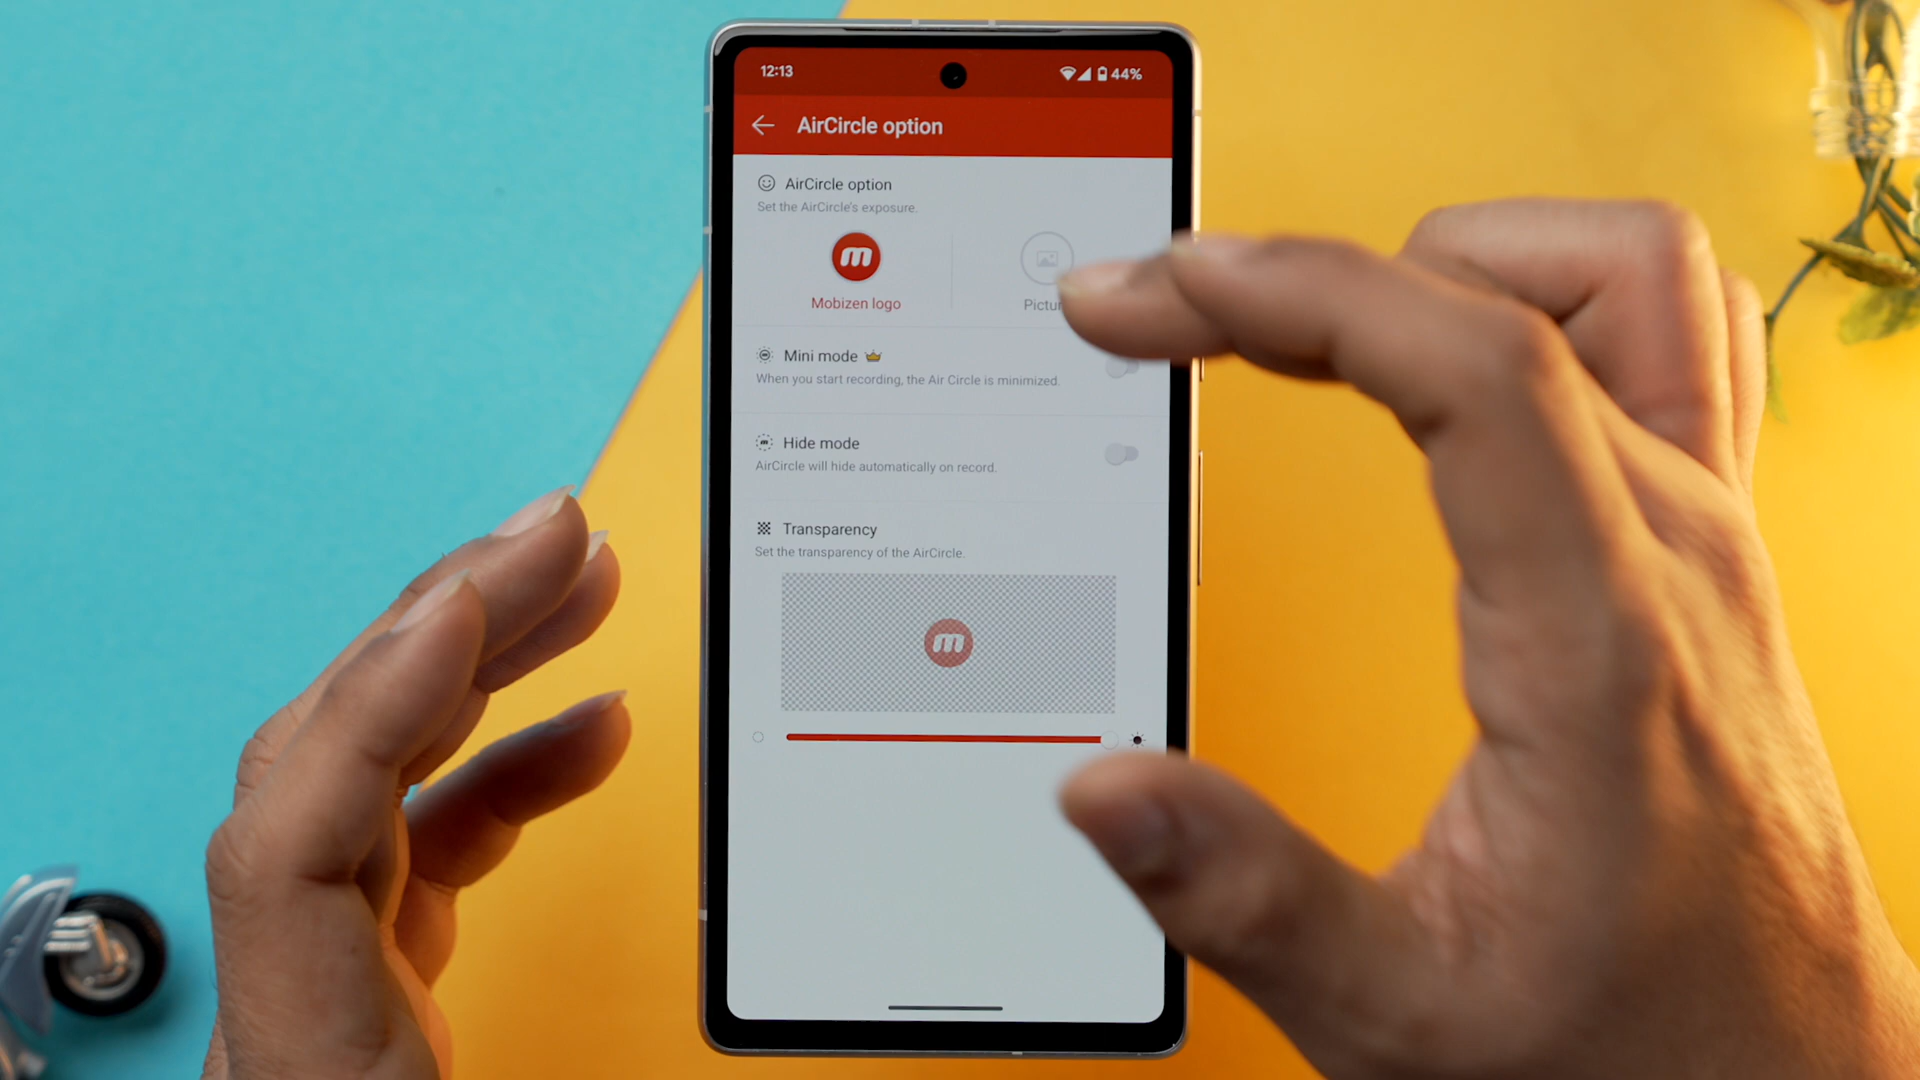 12:13
44%
AirCircle option
AirCircle option
Set the AirCircle's exposure.
m
Mobizen logo
Mini mode
When you start recording, the Air Circle is minimized.
Hide mode
AirCircle will hide automatically on record.
Transparency
Set the transparency of the AirCircle.
m